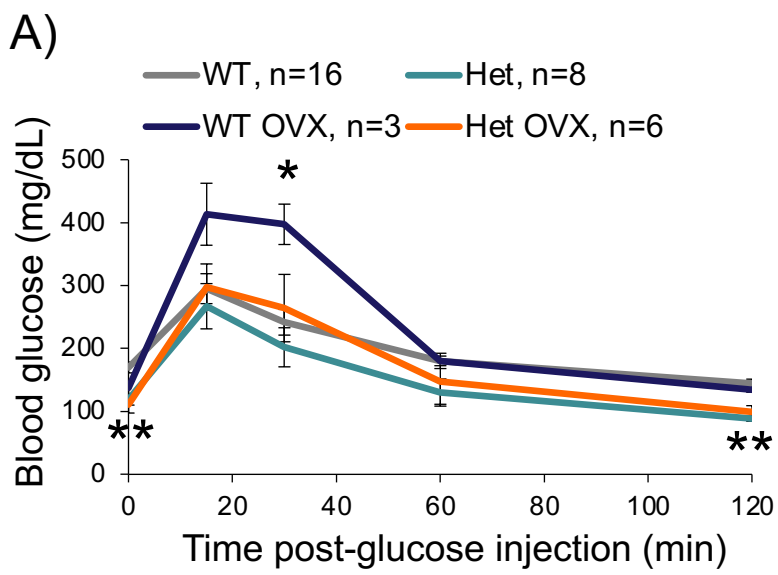 A)
WT, n=16 Het, n=8
WT OVX, n=3 Het OVX, n=6
Blood glucose (mg/dL)
500
400
300
200
100
0
*
**
**
0 20 40 60 80 100 120
Time post-glucose injection (min)